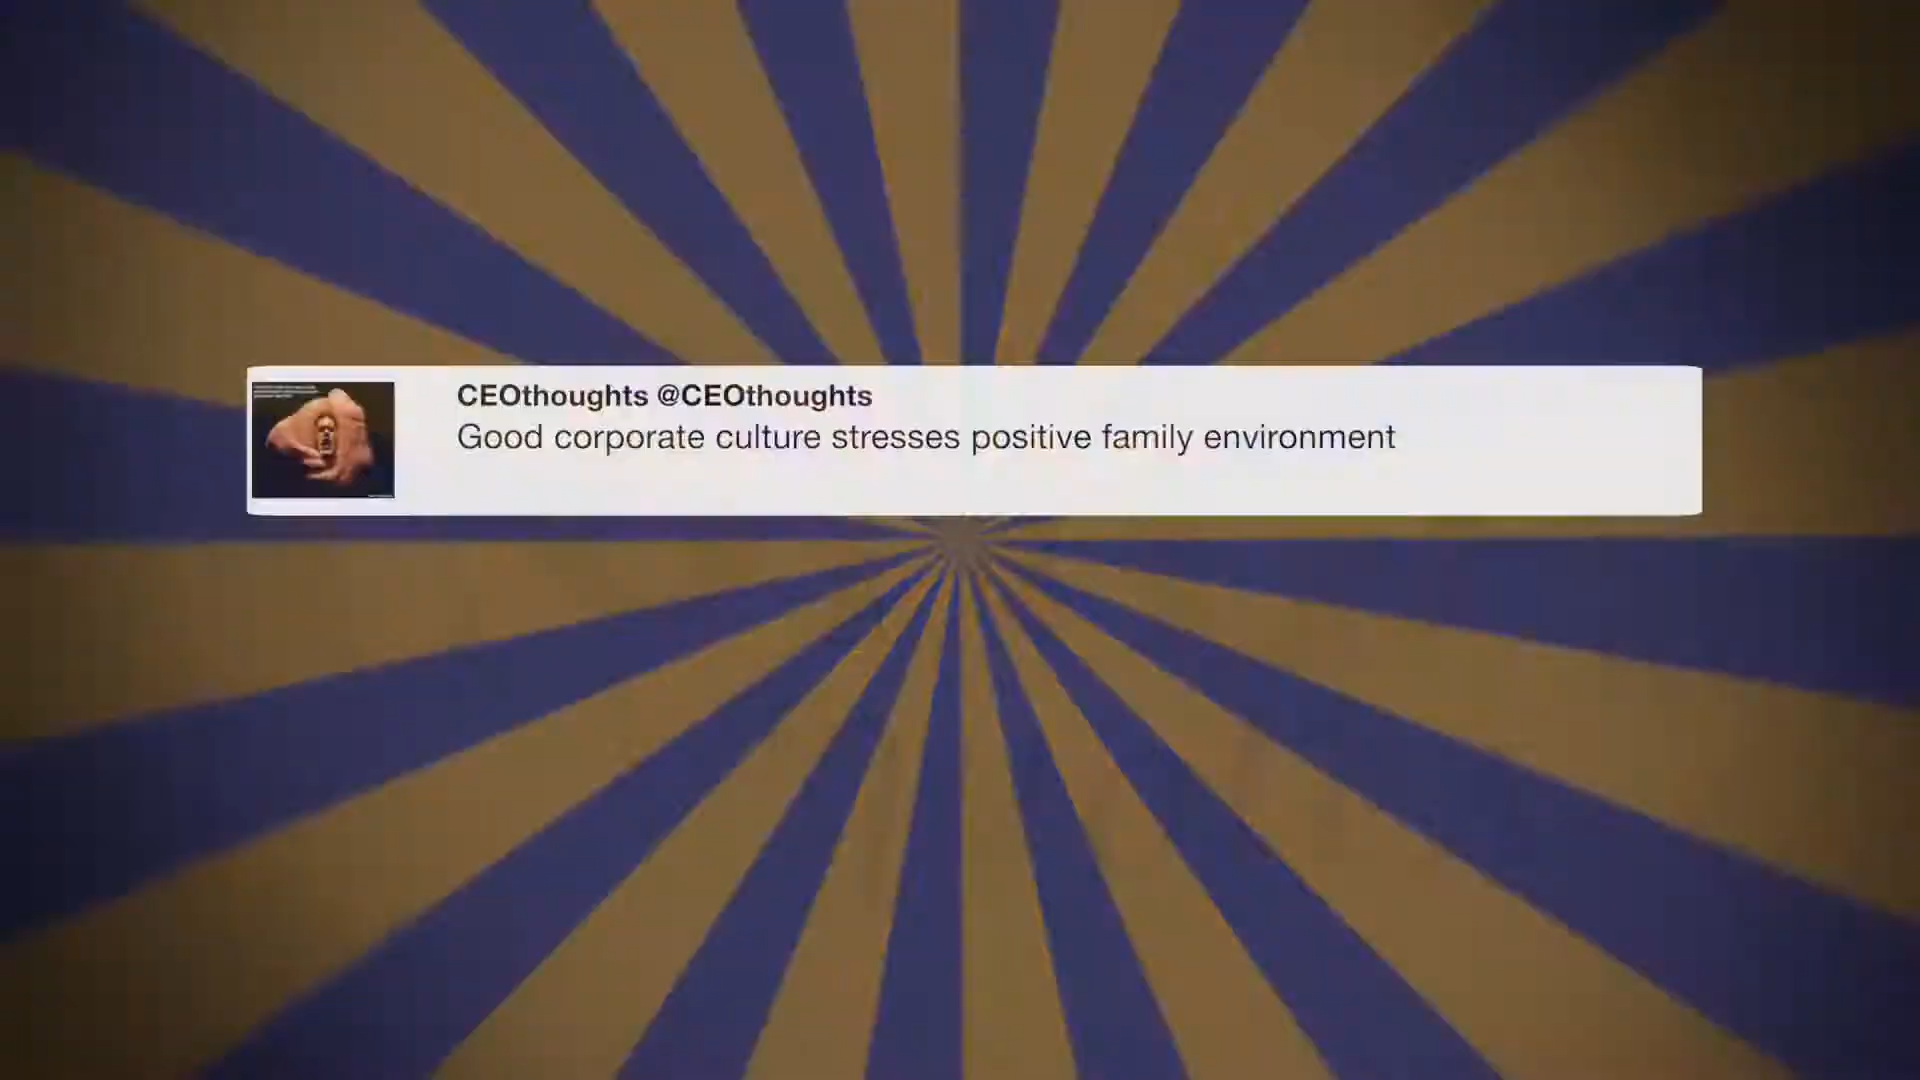 CEOthoughts @CEOthoughts
Good corporate culture stresses positive family environment